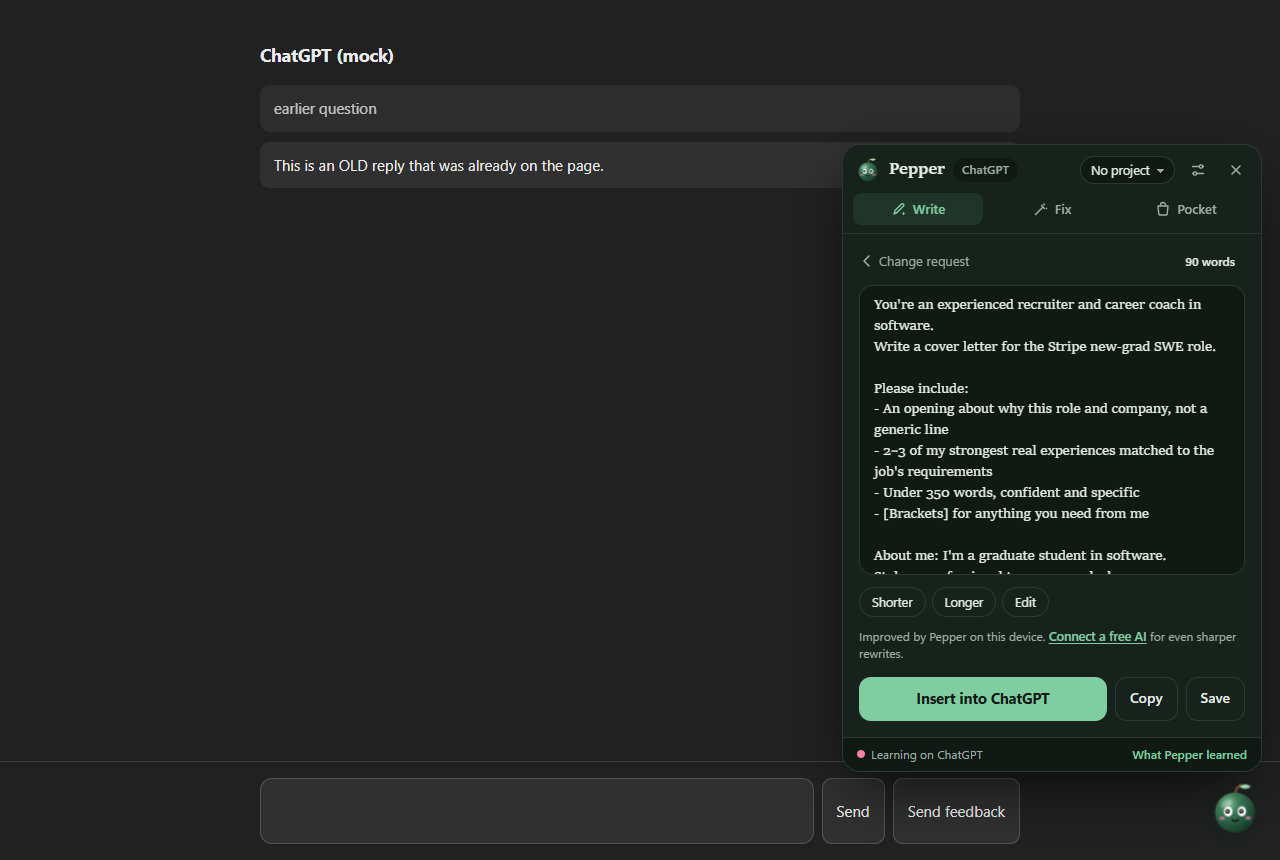 ChatGPT (mock)
earlier question
This is an OLD reply that was already on the page.
Pepper
ChatGPT
No project
Write
Fix
Pocket
Change request
90 words
You're an experienced recruiter and career coach in
software.
Write a cover letter for the Stripe new-grad SWE role.
Please include:
- An opening about why this role and company, not a
generic line
- 2–3 of my strongest real experiences matched to the
job's requirements
- Under 350 words, confident and specific
- [Brackets] for anything you need from me
About me: I'm a graduate student in software.
Shorter
Longer
Edit
Improved by Pepper on this device. Connect a free AI for even sharper
rewrites.
Insert into ChatGPT
Copy
Save
Learning on ChatGPT
What Pepper learned
Send
Send feedback